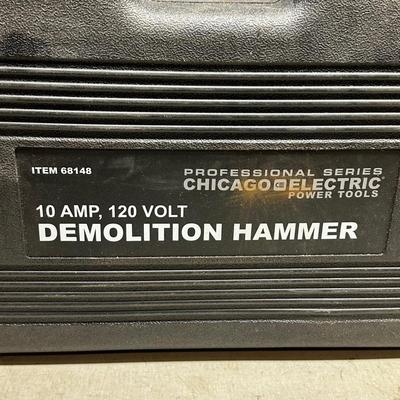 ITEM 68148
PROFESSIONAL SERIES
CHICAGO ELECTRIC
POWER TOOLS
10 AMP, 120 VOLT
DEMOLITION HAMMER